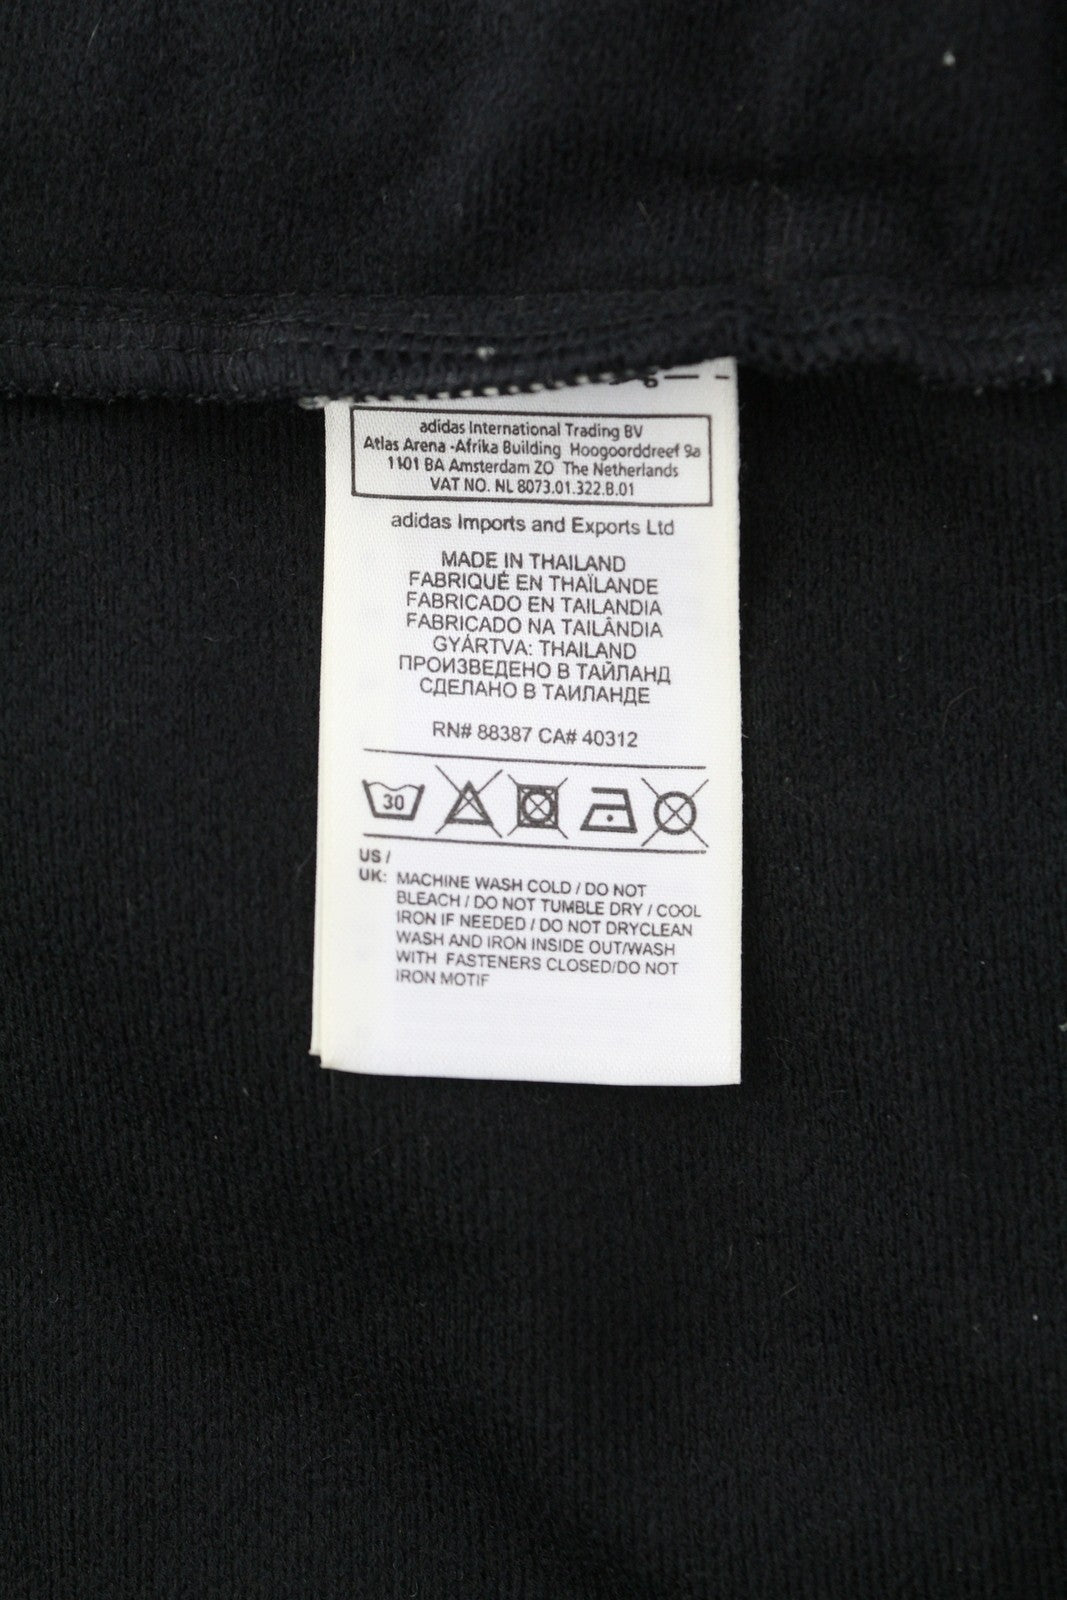 adidas International Trading BV
Atlas Arena -Afrika Building Hoogoorddreef 9a
1101 BA Amsterdam ZO The Netherlands
VAT NO. NL 8073.01.322.B.01
adidas Imports and Exports Ltd
MADE IN THAILAND
FABRIQUÉ EN THAÏLANDE
FABRICADO EN TAILANDIA
FABRICADO NA TAILÂNDIA
GYÁRTVA: THAILAND
ПРОИЗВЕДЕНО В ТАЙЛАНД
СДЕЛАНО В ТАИЛАНДЕ
RN# 88387 CA# 40312
30
US /
UK: MACHINE WASH COLD / DO NOT
BLEACH / DO NOT TUMBLE DRY / COOL
IRON IF NEEDED / DO NOT DRYCLEAN
WASH AND IRON INSIDE OUT/WASH
WITH FASTENERS CLOSED/DO NOT
IRON MOTIF